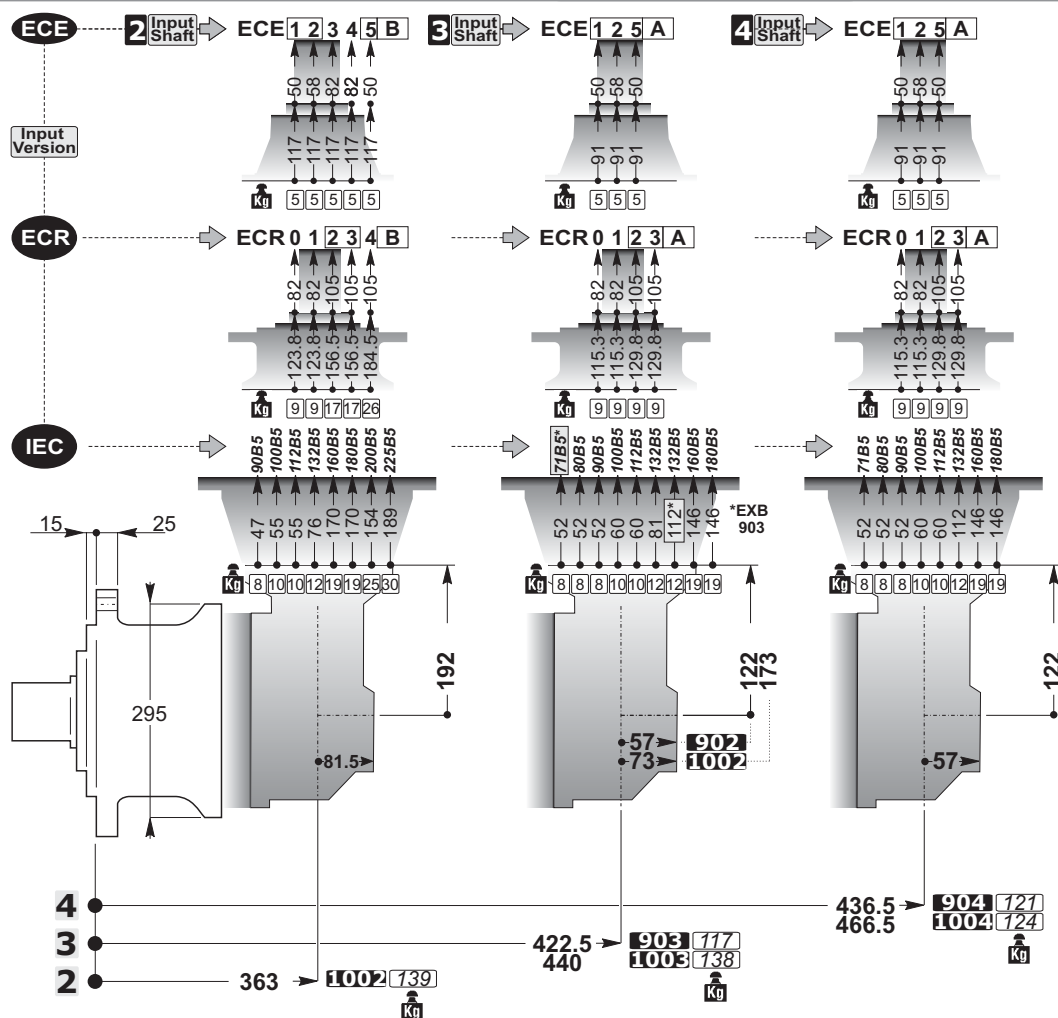 ECE 2 Input Shaft ECE 1 2 3 4 5 B 3 Input Shaft ECE 1 2 5 A 4 Input Shaft ECE 1 2 5 A
50 58 82 82 50 50 58 50 50 58 50
Input Version
117 117 117 117 117 91 91 91 91 91 91
Kg 5 5 5 5 5 Kg 5 5 5 Kg 5 5 5
ECR ECR 0 1 2 3 4 B ECR 0 1 2 3 A ECR 0 1 2 3 A
82 82 105 105 105 82 82 105 105 82 82 105 105
123.8 123.8 156.5 156.5 184.5 115.3 115.3 129.8 129.8 115.3 115.3 129.8 129.8
Kg 9 9 17 17 26 Kg 9 9 9 9 Kg 9 9 9 9
IEC 90B5 100B5 112B5 132B5 160B5 180B5 200B5 225B5 71B5* 80B5 90B5 100B5 112B5 132B5 132B5 160B5 180B5 71B5 80B5 90B5 100B5 112B5 132B5 160B5 180B5
15 25 47 55 55 76 170 170 154 189 52 52 52 60 60 81 112* 146 146 *EXB 52 52 52 60 60 112 146 146
903
Kg 8 10 10 12 19 19 25 30 Kg 8 8 8 10 10 12 12 19 19 Kg 8 8 8 10 10 12 19 19
192 122 122
173
295
57 902
81.5 73 1002 57
4 436.5 904 121
466.5 1004 124
Kg
3 422.5 903 117
440 1003 138
Kg
2 363 1002 139
Kg